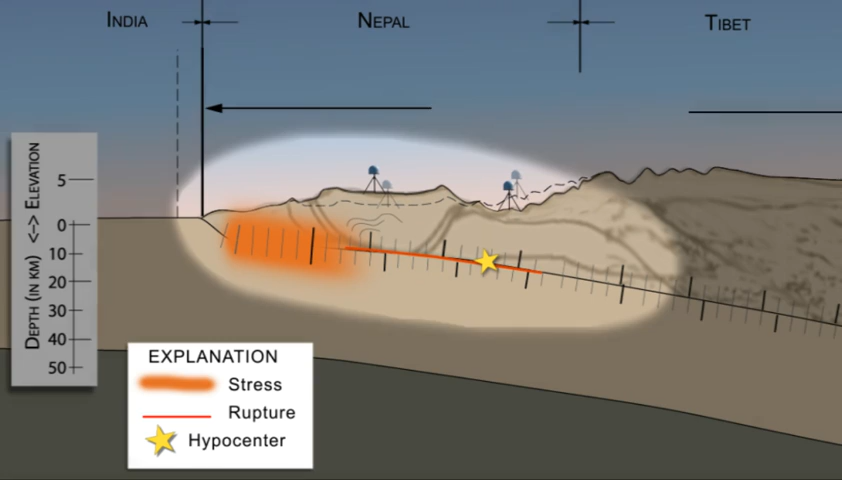 INDIA
NEPAL
TIBET
DEPTH (IN KM) <-> ELEVATION
5
0
10
20
30
40
50
EXPLANATION
Stress
Rupture
Hypocenter